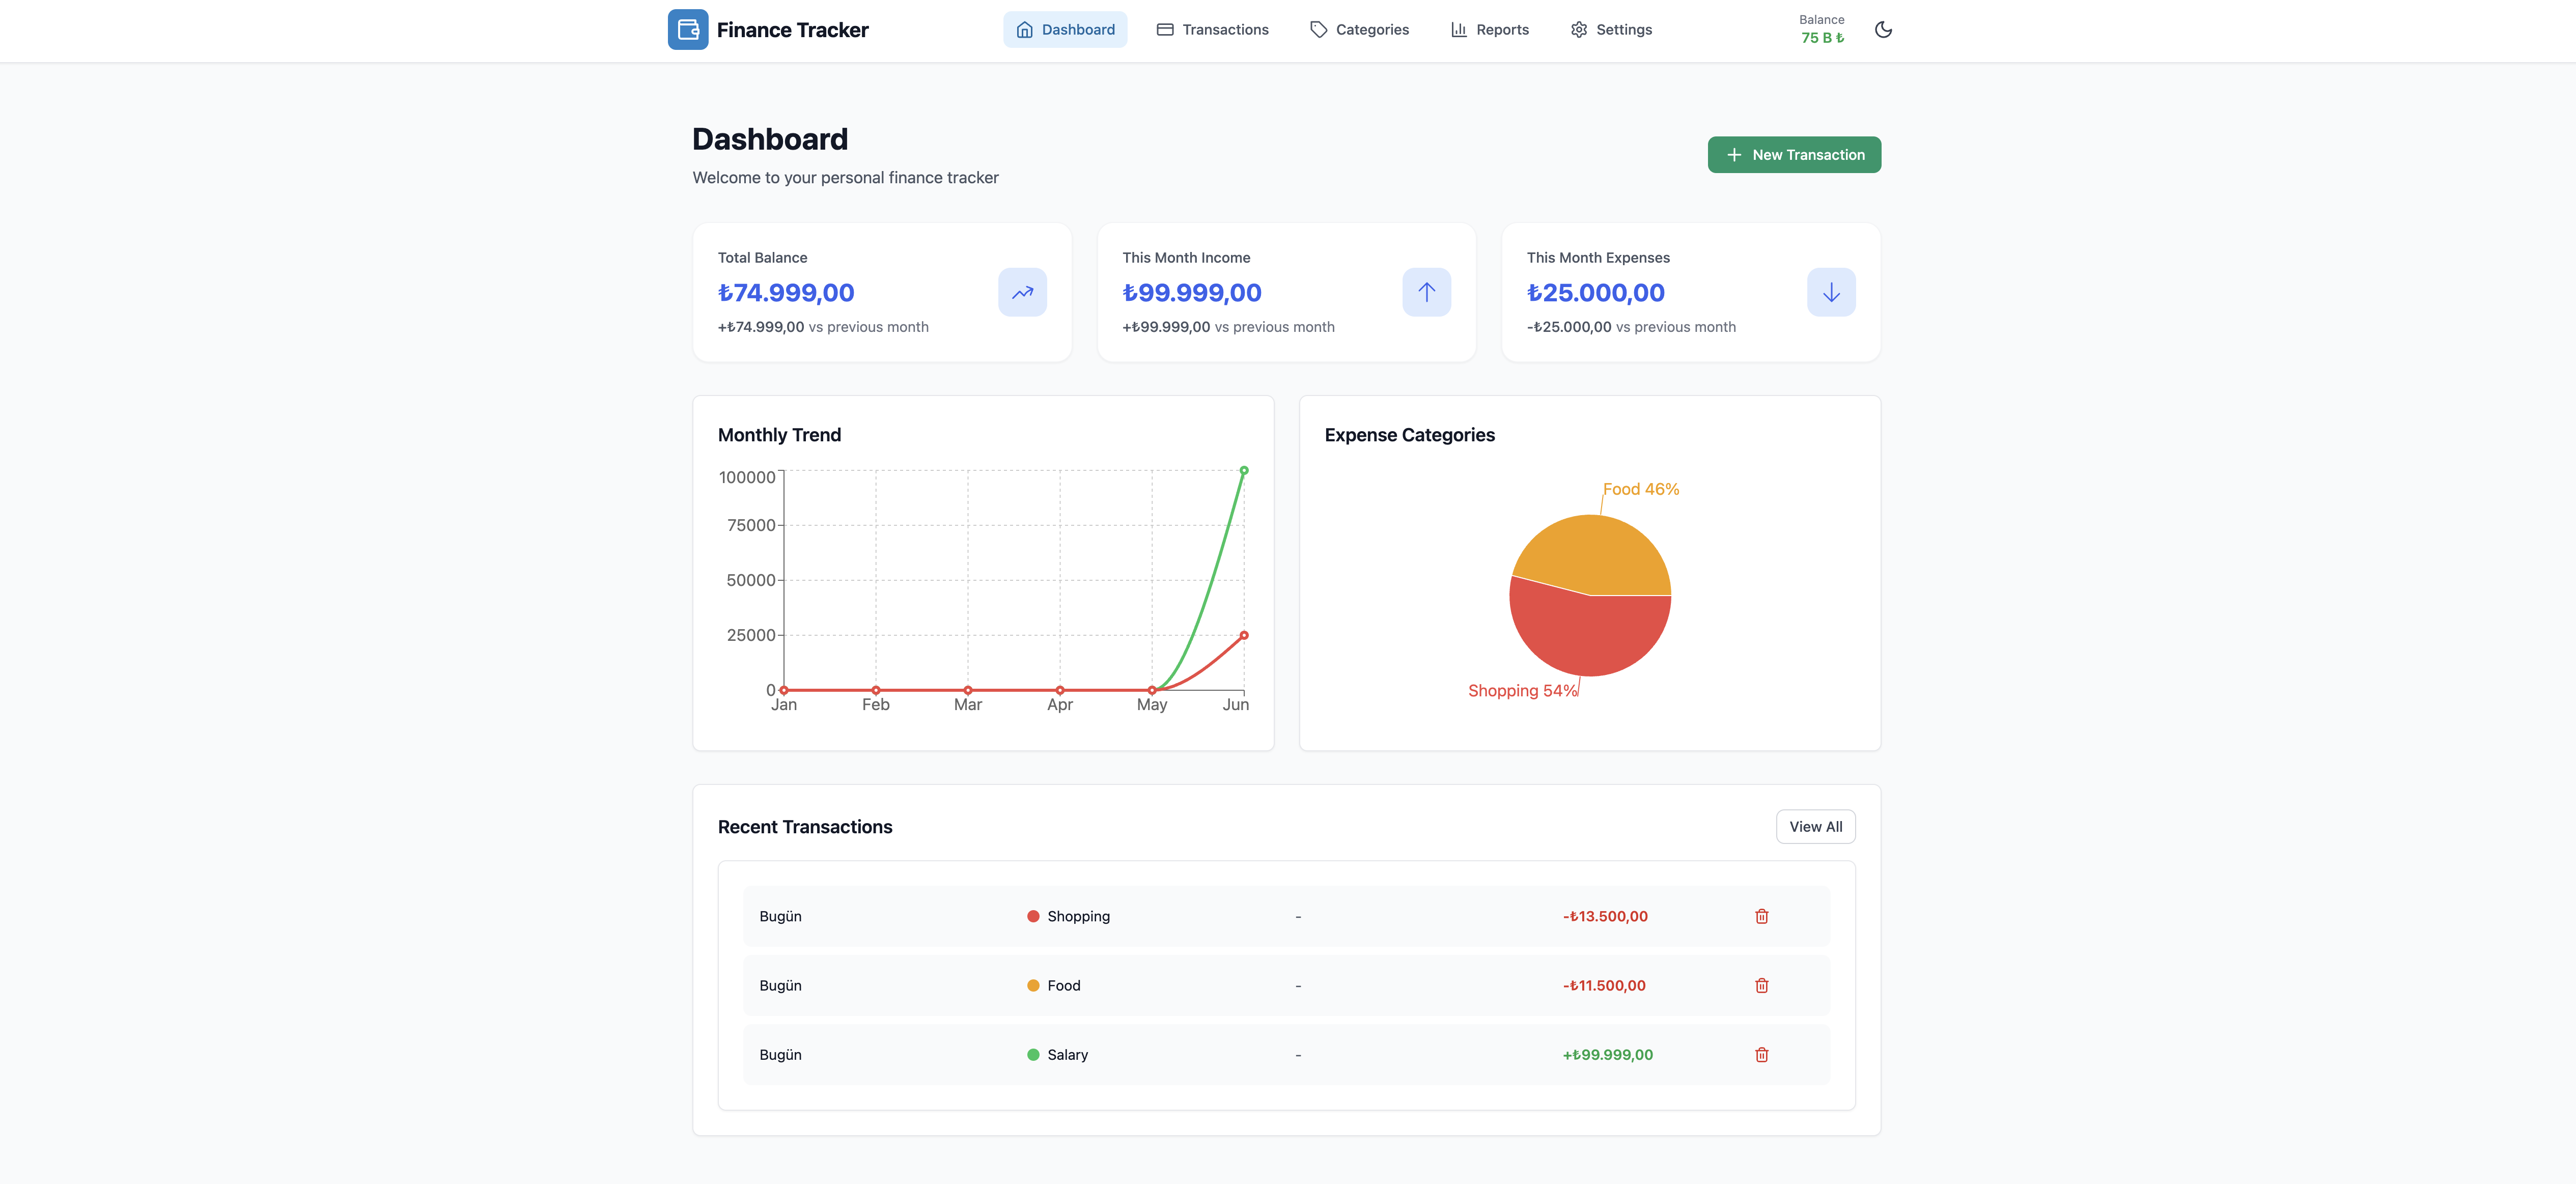 Finance Tracker
Dashboard
Transactions
Categories
Reports
Settings
Balance
75 B ₺
Dashboard
Welcome to your personal finance tracker
New Transaction
Total Balance
₺74.999,00
+₺74.999,00 vs previous month
This Month Income
₺99.999,00
+₺99.999,00 vs previous month
This Month Expenses
₺25.000,00
-₺25.000,00 vs previous month
Monthly Trend
100000
75000
50000
25000
0
Jan Feb Mar Apr May Jun
Expense Categories
Food 46%
Shopping 54%
Recent Transactions
View All
Bugün Shopping - -₺13.500,00
Bugün Food - -₺11.500,00
Bugün Salary - +₺99.999,00